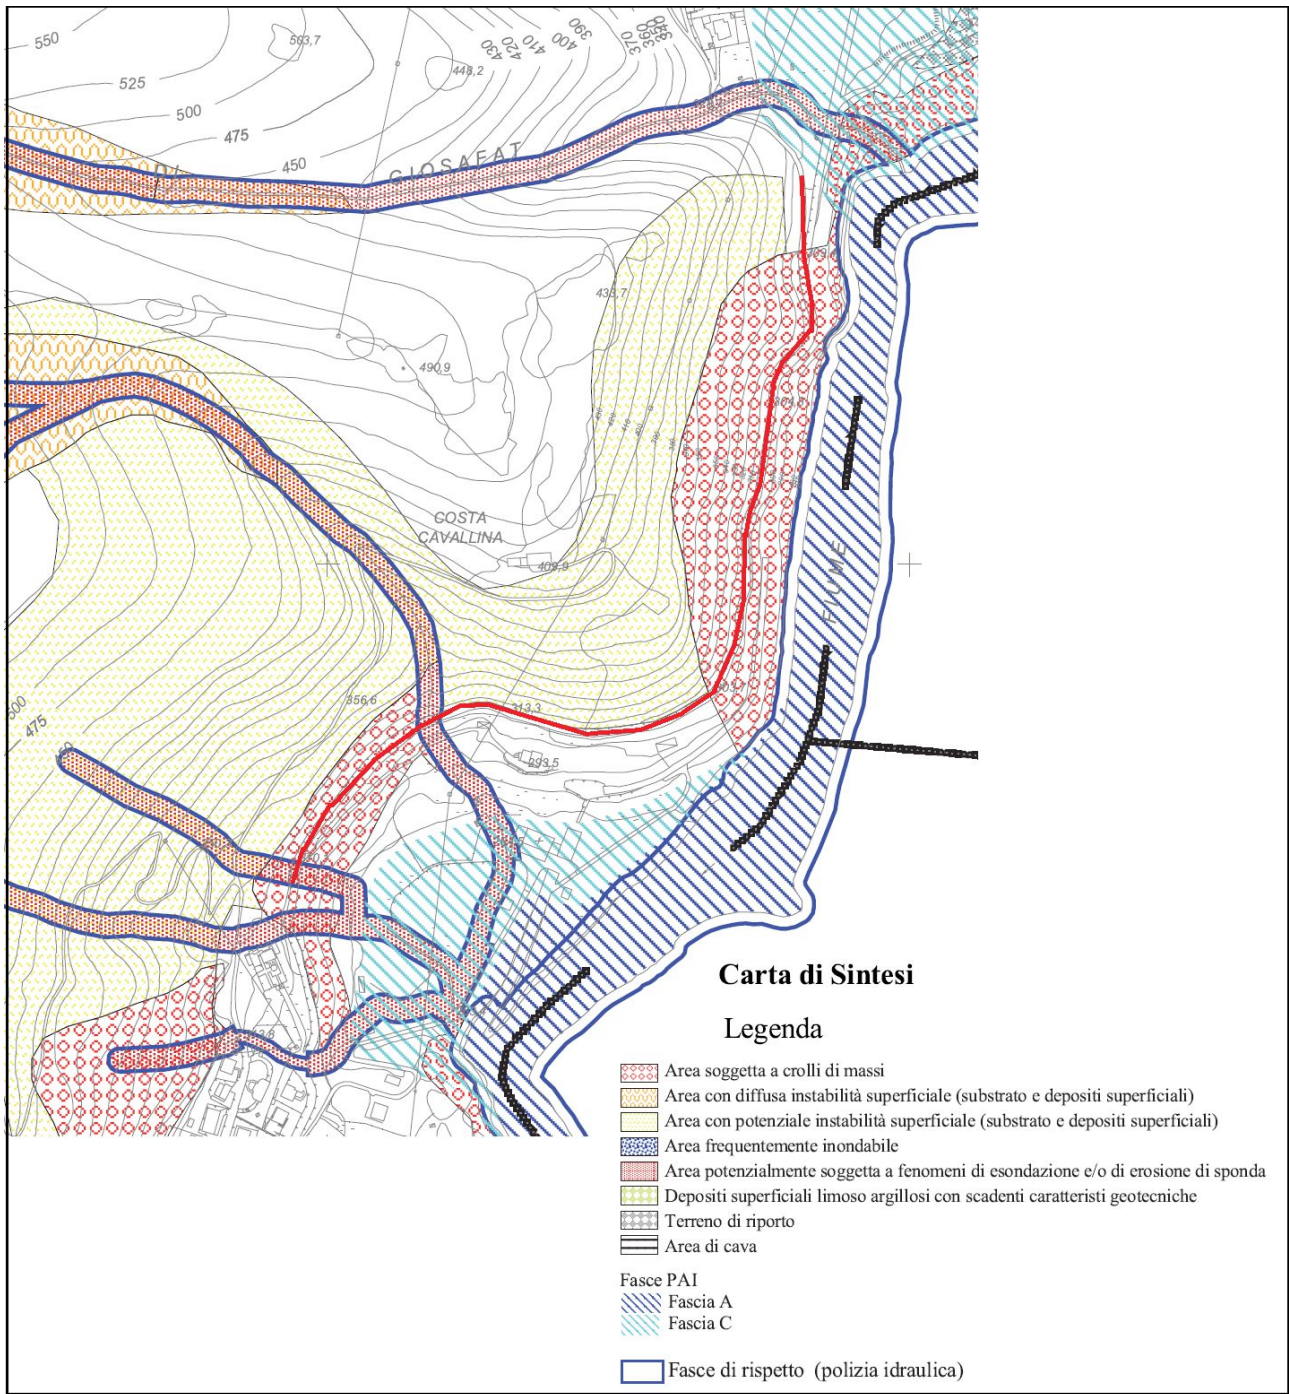 550
503,7
525
500
475
450
448,2
430
420
410
400
390
370
360
350
340
GIOSAFAT
433,7
490,9
COSTA
CAVALLINA
409,9
FIUME
356,6
313,3
293,5
500
475
Carta di Sintesi
Legenda
Area soggetta a crolli di massi
Area con diffusa instabilità superficiale (substrato e depositi superficiali)
Area con potenziale instabilità superficiale (substrato e depositi superficiali)
Area frequentemente inondabile
Area potenzialmente soggetta a fenomeni di esondazione e/o di erosione di sponda
Depositi superficiali limoso argillosi con scadenti caratteristi geotecniche
Terreno di riporto
Area di cava
Fasce PAI
Fascia A
Fascia C
Fasce di rispetto (polizia idraulica)